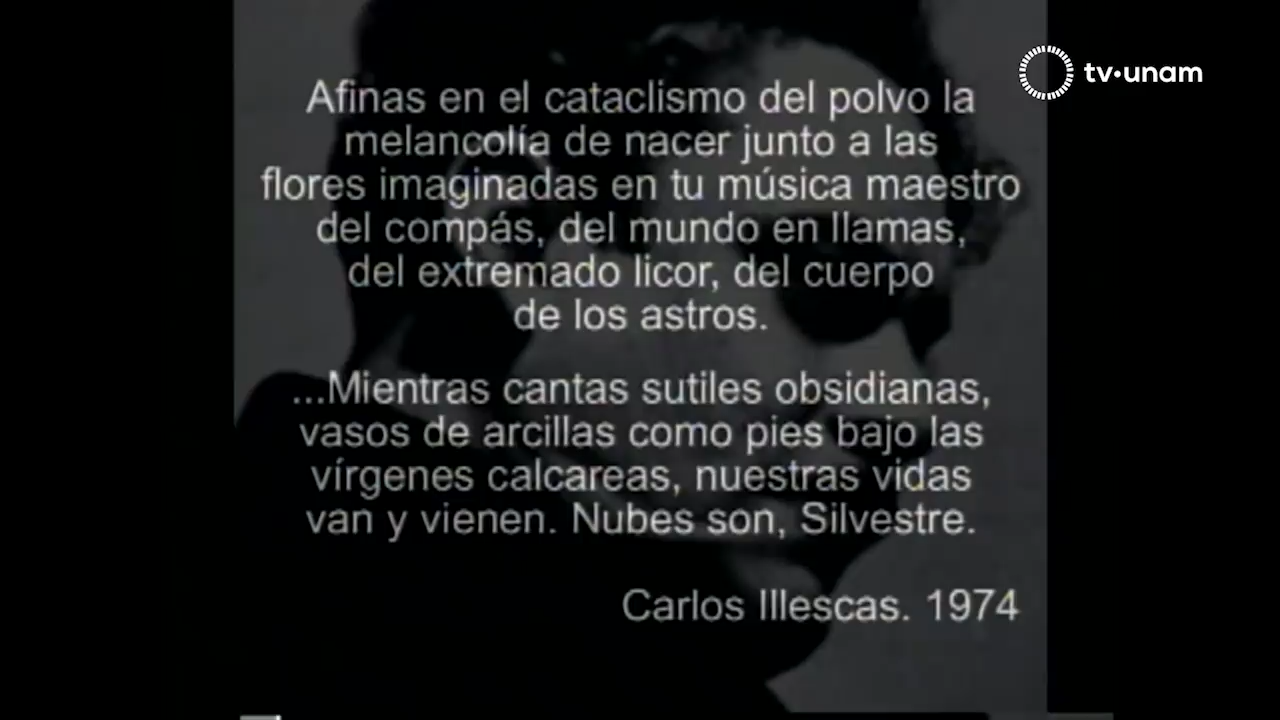 tv·unam
Afinas en el cataclismo del polvo la
melancolía de nacer junto a las
flores imaginadas en tu música maestro
del compás, del mundo en llamas,
del extremado licor, del cuerpo
de los astros.
...Mientras cantas sutiles obsidianas,
vasos de arcillas como pies bajo las
vírgenes calcareas, nuestras vidas
van y vienen. Nubes son, Silvestre.
Carlos Illescas. 1974